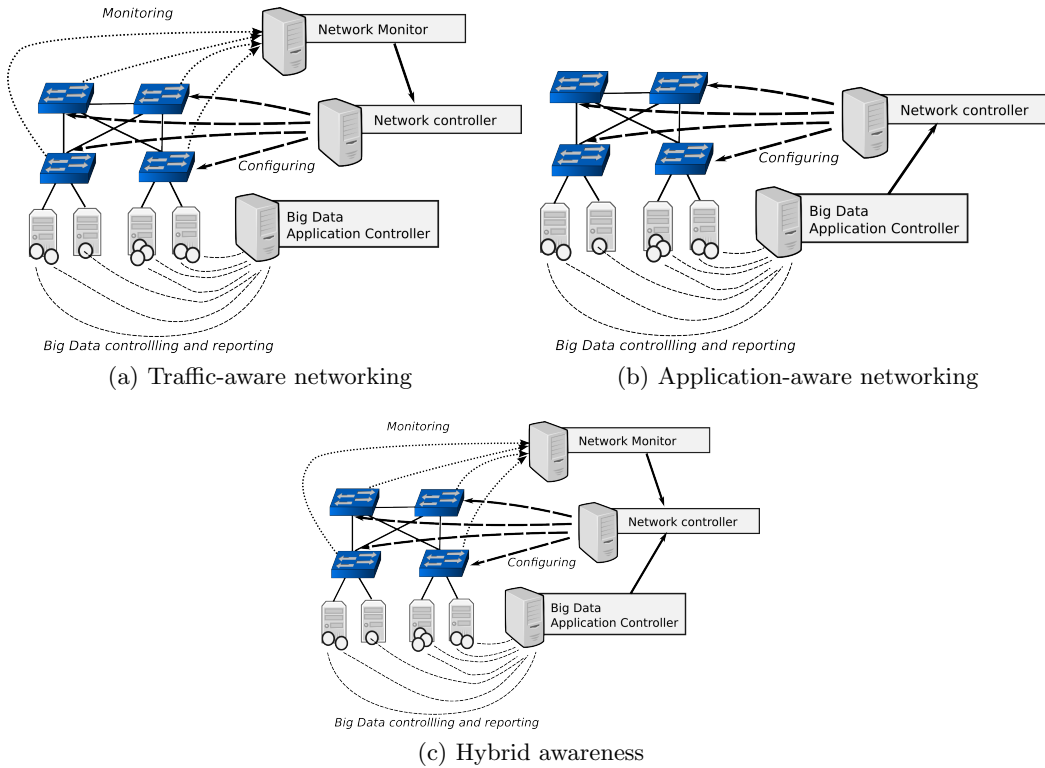 Monitoring
Network Monitor
Network controller
Configuring
Big Data
Application Controller
Big Data controllling and reporting
(a) Traffic-aware networking
Network controller
Configuring
Big Data
Application Controller
Big Data controllling and reporting
(b) Application-aware networking
Monitoring
Network Monitor
Network controller
Configuring
Big Data
Application Controller
Big Data controllling and reporting
(c) Hybrid awareness